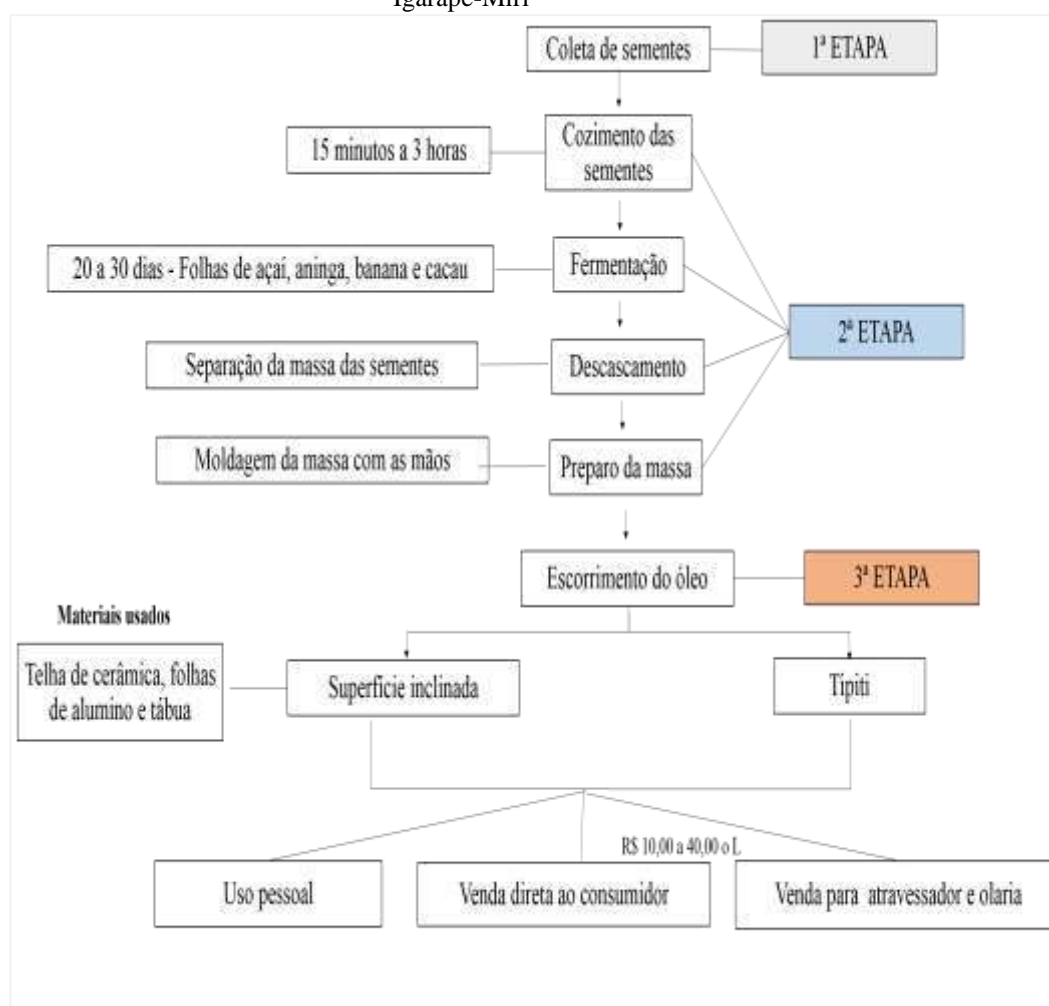 Igarapé-Miri
Coleta de sementes
1ª ETAPA
15 minutos a 3 horas
Cozimento das
sementes
20 a 30 dias - Folhas de açaí, aninga, banana e cacau
Fermentação
2ª ETAPA
Separação da massa das sementes
Descascamento
Moldagem da massa com as mãos
Preparo da massa
Escorrimento do óleo
3ª ETAPA
Materiais usados
Telha de cerâmica, folhas
de alumino e tábua
Superfície inclinada
Tipiti
R$ 10,00 a 40,00 o L
Uso pessoal
Venda direta ao consumidor
Venda para atravessador e olaria